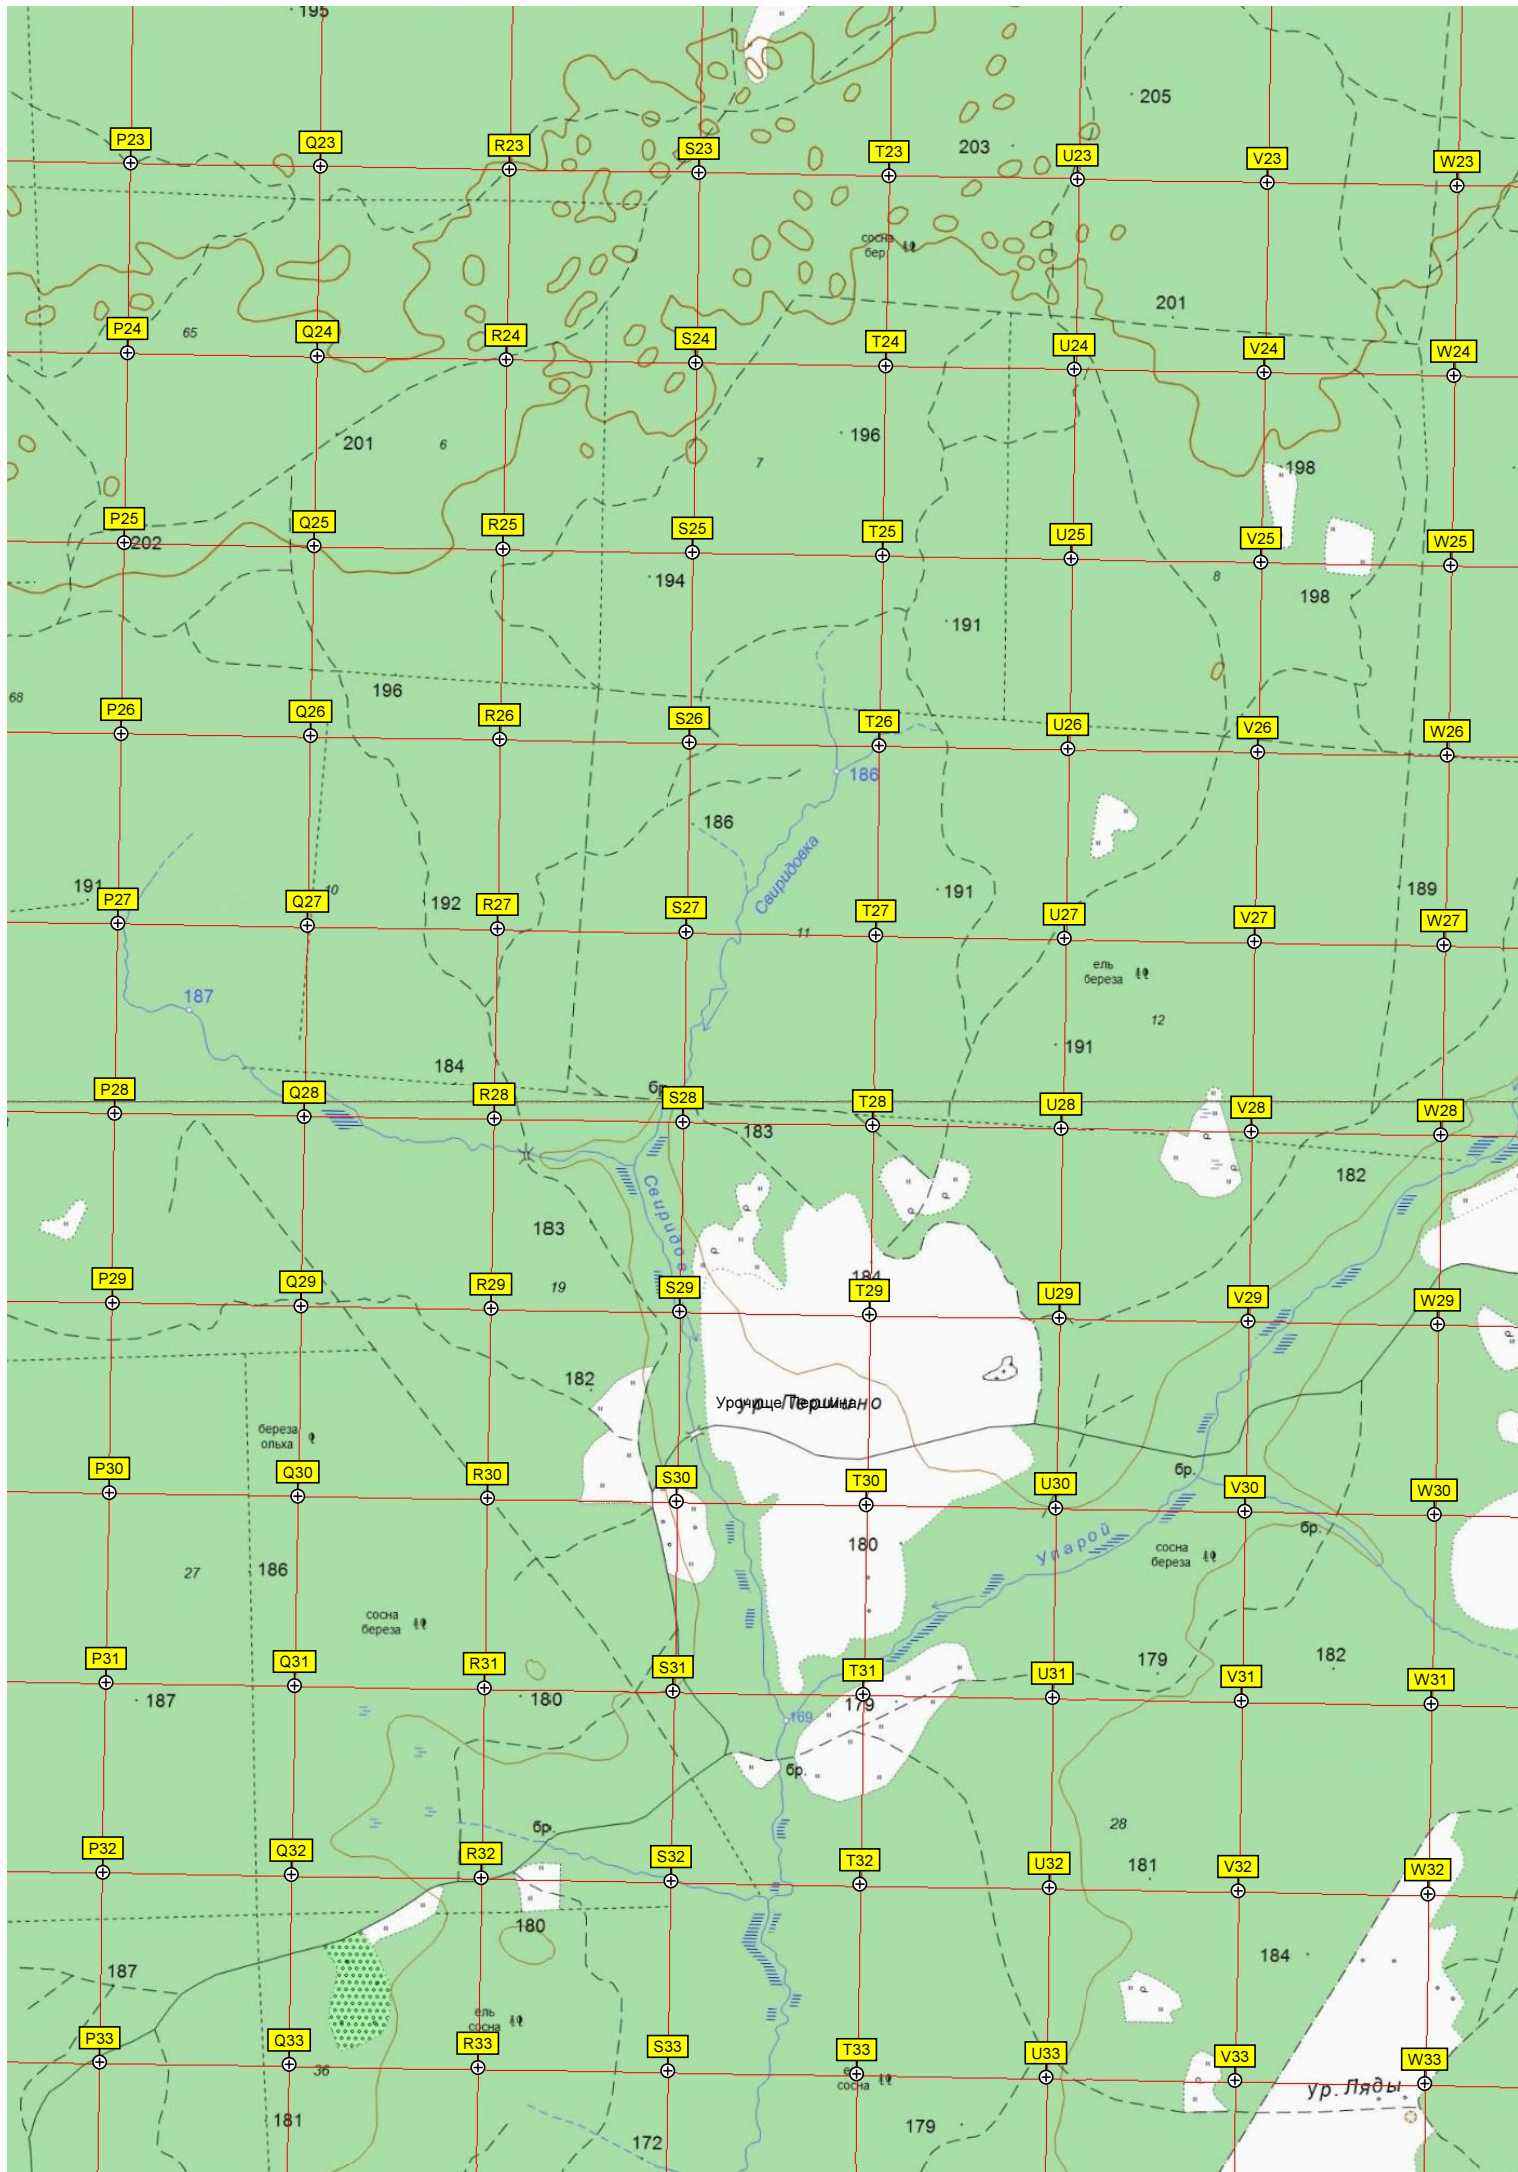 195
205
203
P23 Q23 R23 S23 T23 U23 V23 W23
сосна
бер.
201
65
P24 Q24 R24 S24 T24 U24 V24 W24
201
6
196
7
198
P25 Q25 R25 S25 T25 U25 V25 W25
202
194
8
198
191
196
68
P26 Q26 R26 S26 T26 U26 V26 W26
186
186
Свиридовка
191
10
192
191
189
P27 Q27 R27 S27 T27 U27 V27 W27
11
ель
береза
187
12
191
184
бр.
P28 Q28 R28 S28 T28 U28 V28 W28
183
182
183
Свиридов
184
19
P29 Q29 R29 S29 T29 U29 V29 W29
182
Урочище Першина
береза
ольха
бр.
P30 Q30 R30 S30 T30 U30 V30 W30
бр.
Упарой
180
сосна
береза
27
186
сосна
береза
182
179
P31 Q31 R31 S31 T31 U31 V31 W31
187
180
179
169
бр.
28
бр.
181
P32 Q32 R32 S32 T32 U32 V32 W32
180
184
187
ель
сосна
P33 Q33 R33 S33 T33 U33 V33 W33
36
сосна
ур. Ляды
181
179
172